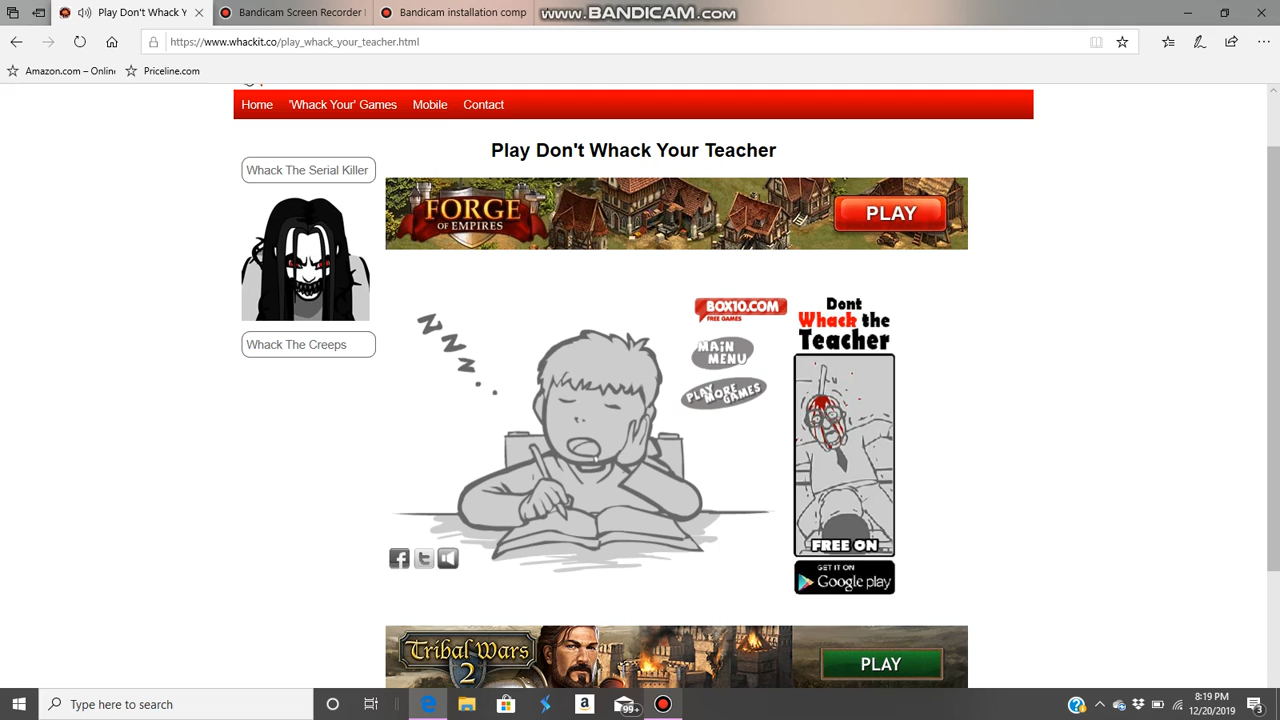 Play Don't Whack Y
Bandicam Screen Recorder
Bandicam installation comp
www.BANDICAM.com
https://www.whackit.co/play_whack_your_teacher.html
Amazon.com – Onlin
Priceline.com
Home
'Whack Your' Games
Mobile
Contact
Play Don't Whack Your Teacher
Whack The Serial Killer
FORGE
OF EMPIRES
PLAY
Whack The Creeps
ZZZ...
BOX10.COM
FREE GAMES
MAIN
MENU
PLAY
MORE
GAMES
Dont
Whack the
Teacher
FREE ON
GET IT ON
Google play
Tribal Wars
2
PLAY
Type here to search
99+
8:19 PM
12/20/2019
3